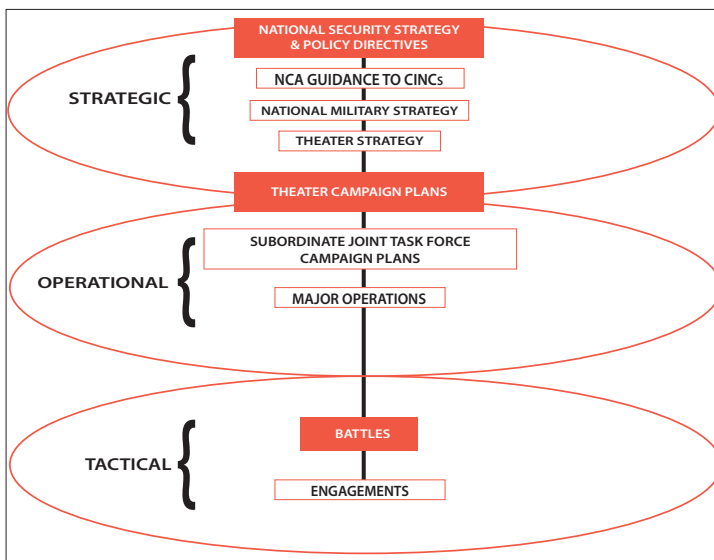 NATIONAL SECURITY STRATEGY
& POLICY DIRECTIVES
STRATEGIC
NCA GUIDANCE TO CINCs
NATIONAL MILITARY STRATEGY
THEATER STRATEGY
THEATER CAMPAIGN PLANS
OPERATIONAL
SUBORDINATE JOINT TASK FORCE
CAMPAIGN PLANS
MAJOR OPERATIONS
TACTICAL
BATTLES
ENGAGEMENTS